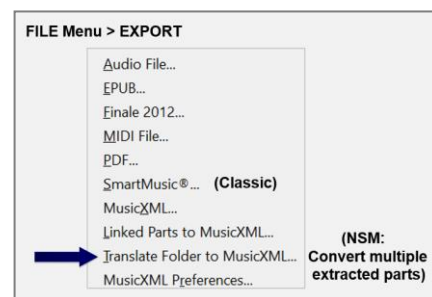 FILE Menu > EXPORT
Audio File...
EPUB...
Finale 2012...
MIDI File...
PDF...
SmartMusic®... (Classic)
MusicXML...
Linked Parts to MusicXML...
Translate Folder to MusicXML...
MusicXML Preferences...
(NSM:
Convert multiple
extracted parts)